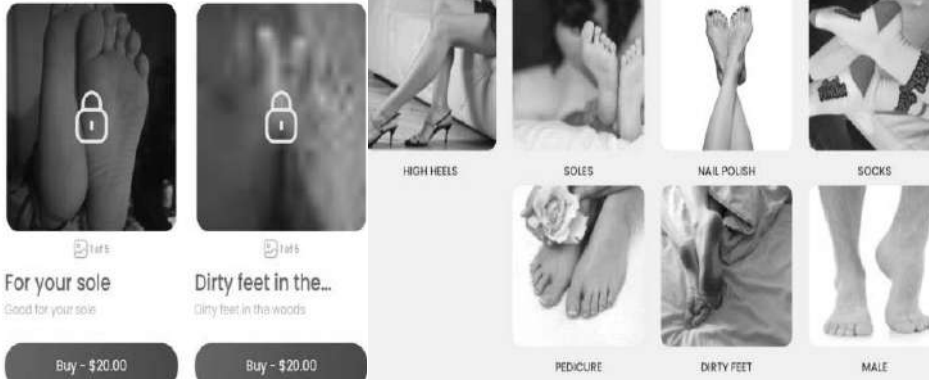 1 of 5
For your sole
Good for your sole
Buy - $20.00
1 of 5
Dirty feet in the...
Dirty feet in the woods
Buy - $20.00
HIGH HEELS
SOLES
NAIL POLISH
SOCKS
PEDICURE
DIRTY FEET
MALE